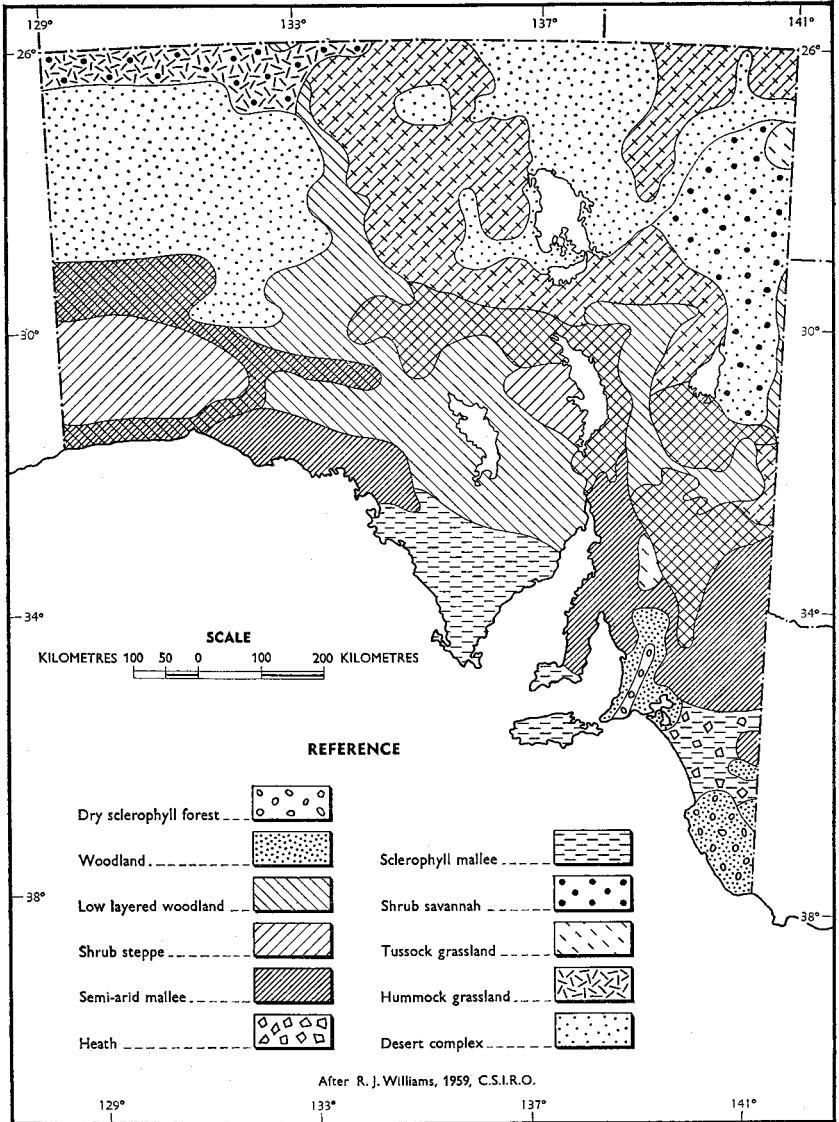 129° 133° 137° 141°
26° 26°
30° 30°
34° 34°
SCALE
KILOMETRES 100 50 0 100 200 KILOMETRES
REFERENCE
Dry sclerophyll forest
Woodland
Low layered woodland
Shrub steppe
Semi-arid mallee
Heath
Sclerophyll mallee
Shrub savannah
Tussock grassland
Hummock grassland
Desert complex
38° 38°
After R. J. Williams, 1959, C.S.I.R.O.
129° 133° 137° 141°